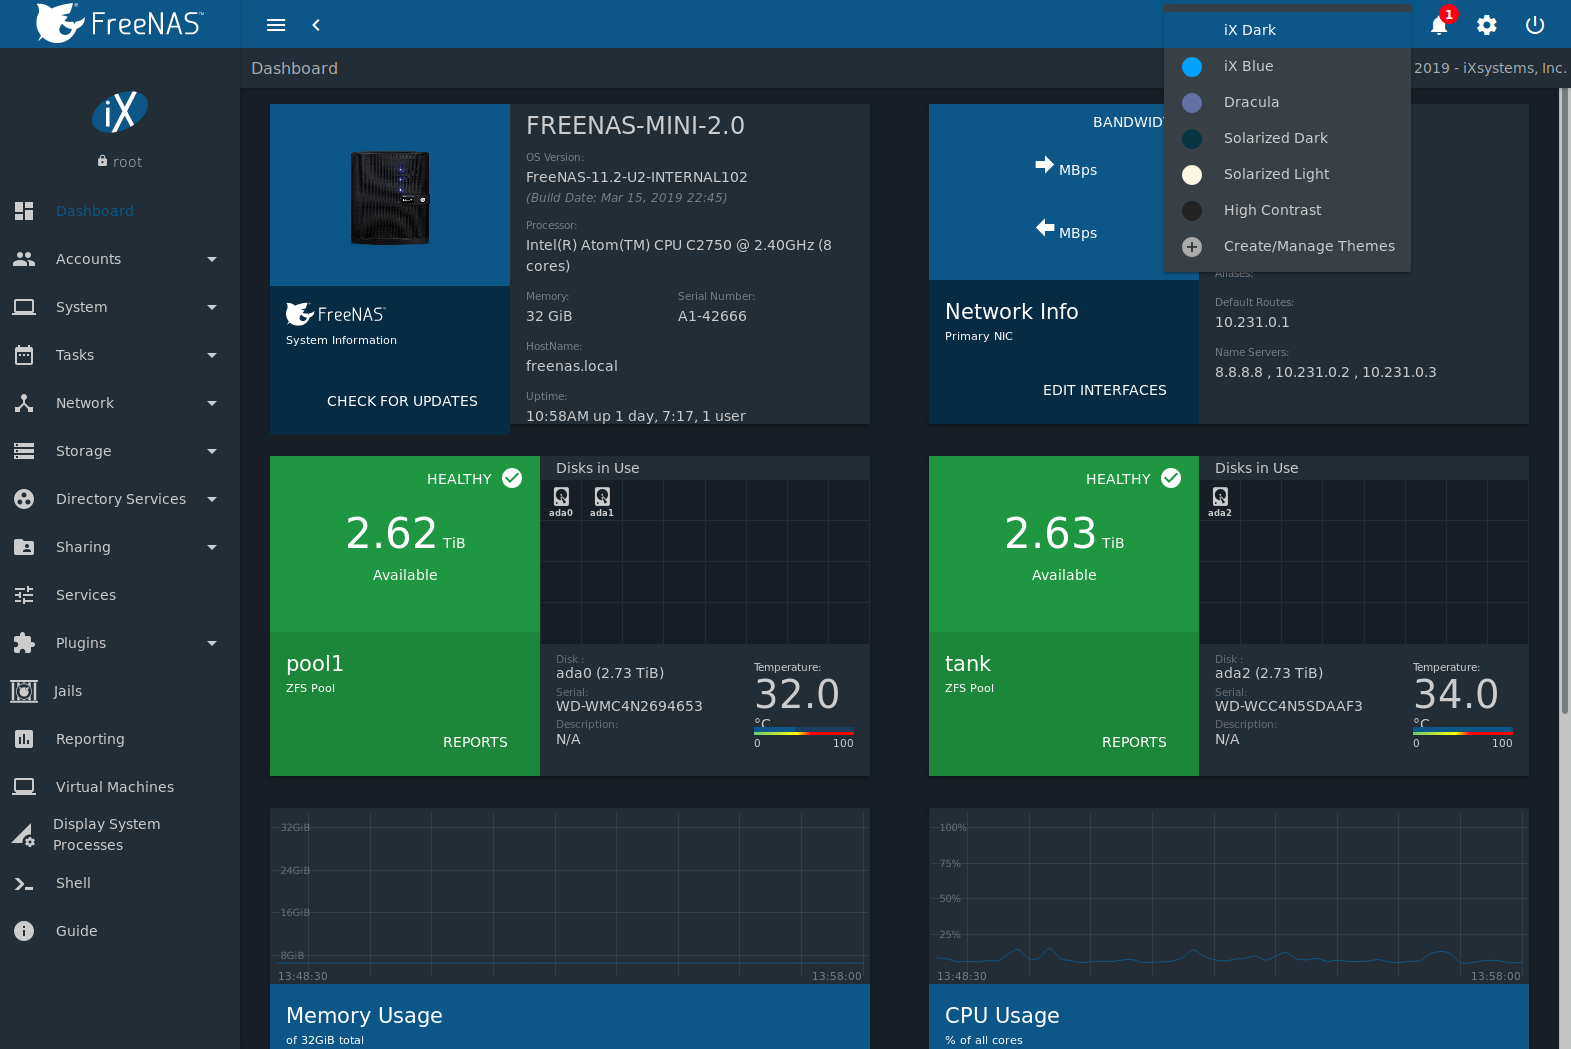 FreeNAS™
1
iX Dark
iX Blue
Dracula
Solarized Dark
Solarized Light
High Contrast
Create/Manage Themes
Dashboard
2019 - iXsystems, Inc.
iX
root
Dashboard
Accounts
System
Tasks
Network
Storage
Directory Services
Sharing
Services
Plugins
Jails
Reporting
Virtual Machines
Display System
Processes
Shell
Guide
FreeNAS
System Information
CHECK FOR UPDATES
FREENAS-MINI-2.0
OS Version:
FreeNAS-11.2-U2-INTERNAL102
(Build Date: Mar 15, 2019 22:45)
Processor:
Intel(R) Atom(TM) CPU C2750 @ 2.40GHz (8
cores)
Memory:
32 GiB
Serial Number:
A1-42666
HostName:
freenas.local
Uptime:
10:58AM up 1 day, 7:17, 1 user
BANDWID
MBps
MBps
Network Info
Primary NIC
EDIT INTERFACES
Aliases:
Default Routes:
10.231.0.1
Name Servers:
8.8.8.8 , 10.231.0.2 , 10.231.0.3
HEALTHY
2.62 TiB
Available
pool1
ZFS Pool
REPORTS
Disks in Use
ada0 ada1
Disk :
ada0 (2.73 TiB)
Serial:
WD-WMC4N2694653
Description:
N/A
Temperature:
32.0
°C
0 100
HEALTHY
2.63 TiB
Available
tank
ZFS Pool
REPORTS
Disks in Use
ada2
Disk :
ada2 (2.73 TiB)
Serial:
WD-WCC4N5SDAAF3
Description:
N/A
Temperature:
34.0
°C
0 100
32GiB
24GiB
16GiB
8GiB
13:48:30 13:58:00
Memory Usage
of 32GiB total
100%
75%
50%
25%
13:48:30 13:58:00
CPU Usage
% of all cores